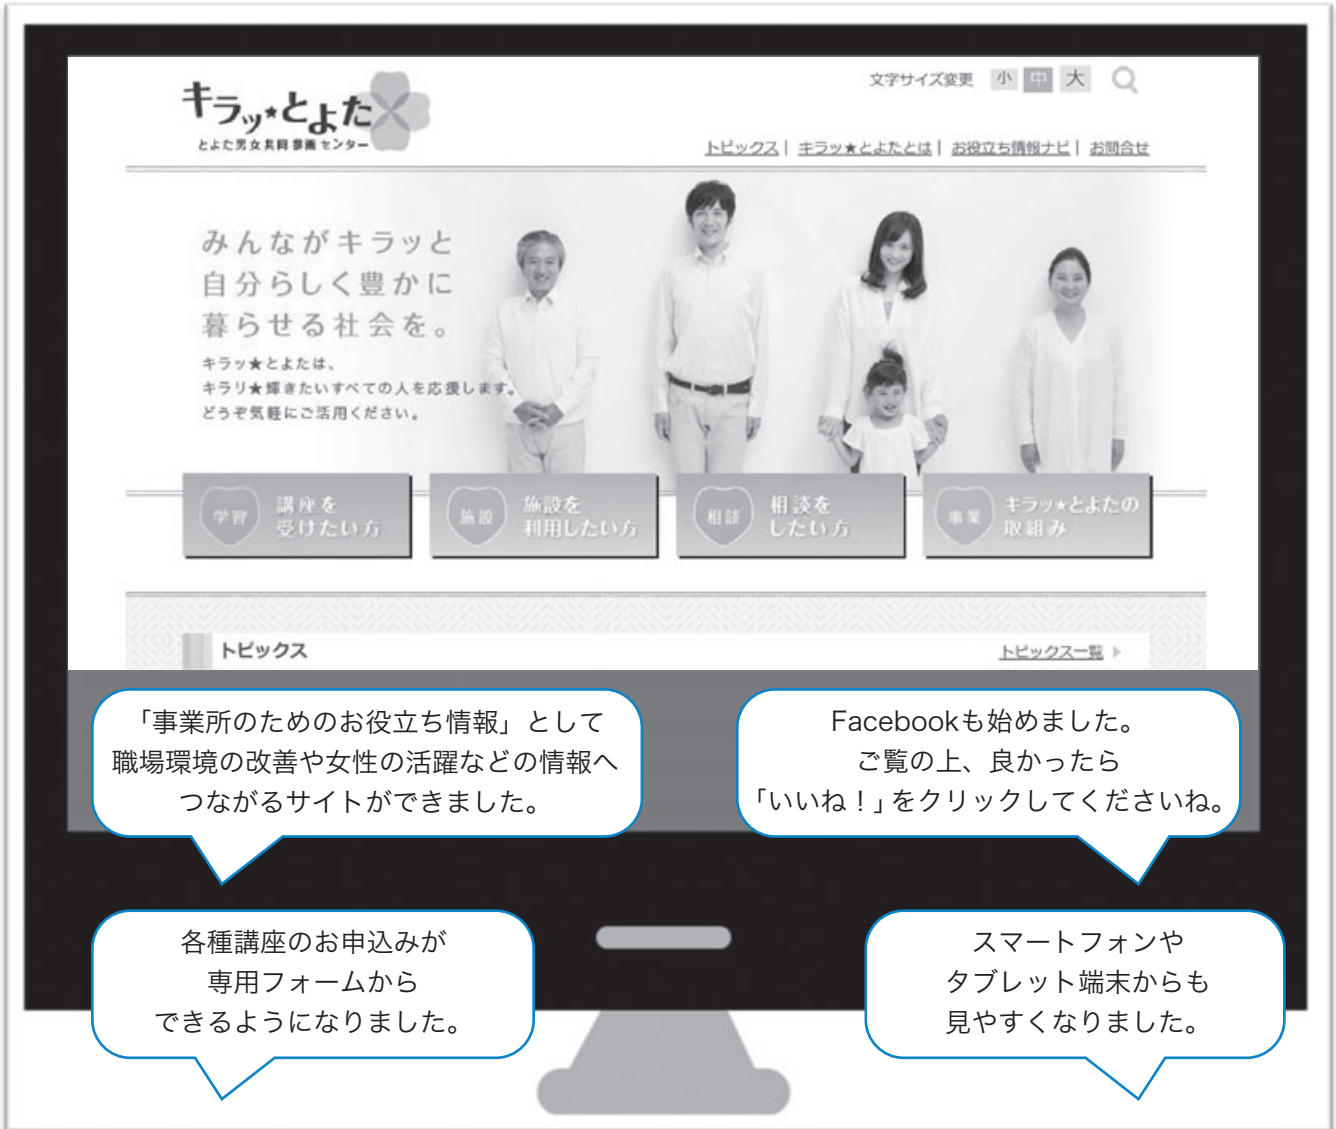 キラッ★とよた
とよた男女共同参画センター
文字サイズ変更 小 中 大
トピックス| キラッ★とよたとは| お役立ち情報ナビ| お問合せ
みんながキラッと
自分らしく豊かに
暮らせる社会を。
キラッ★とよたは、
キラリ★輝きたいすべての人を応援します。
どうぞ気軽にご活用ください。
学習
講座を
受けたい方
施設
施設を
利用したい方
相談
相談を
したい方
事業
キラッ★とよたの
取組み
トピックス
トピックス一覧
「事業所のためのお役立ち情報」として
職場環境の改善や女性の活躍などの情報へ
つながるサイトができました。
Facebookも始めました。
ご覧の上、良かったら
「いいね！」をクリックしてくださいね。
各種講座のお申込みが
専用フォームから
できるようになりました。
スマートフォンや
タブレット端末からも
見やすくなりました。